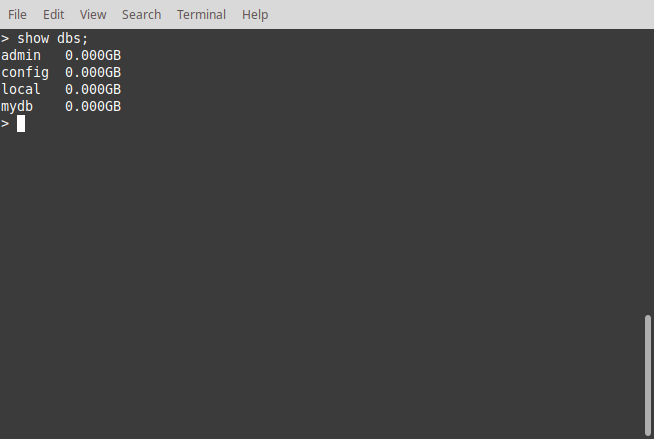 File Edit View Search Terminal Help
> show dbs;
admin   0.000GB
config  0.000GB
local   0.000GB
mydb    0.000GB
>